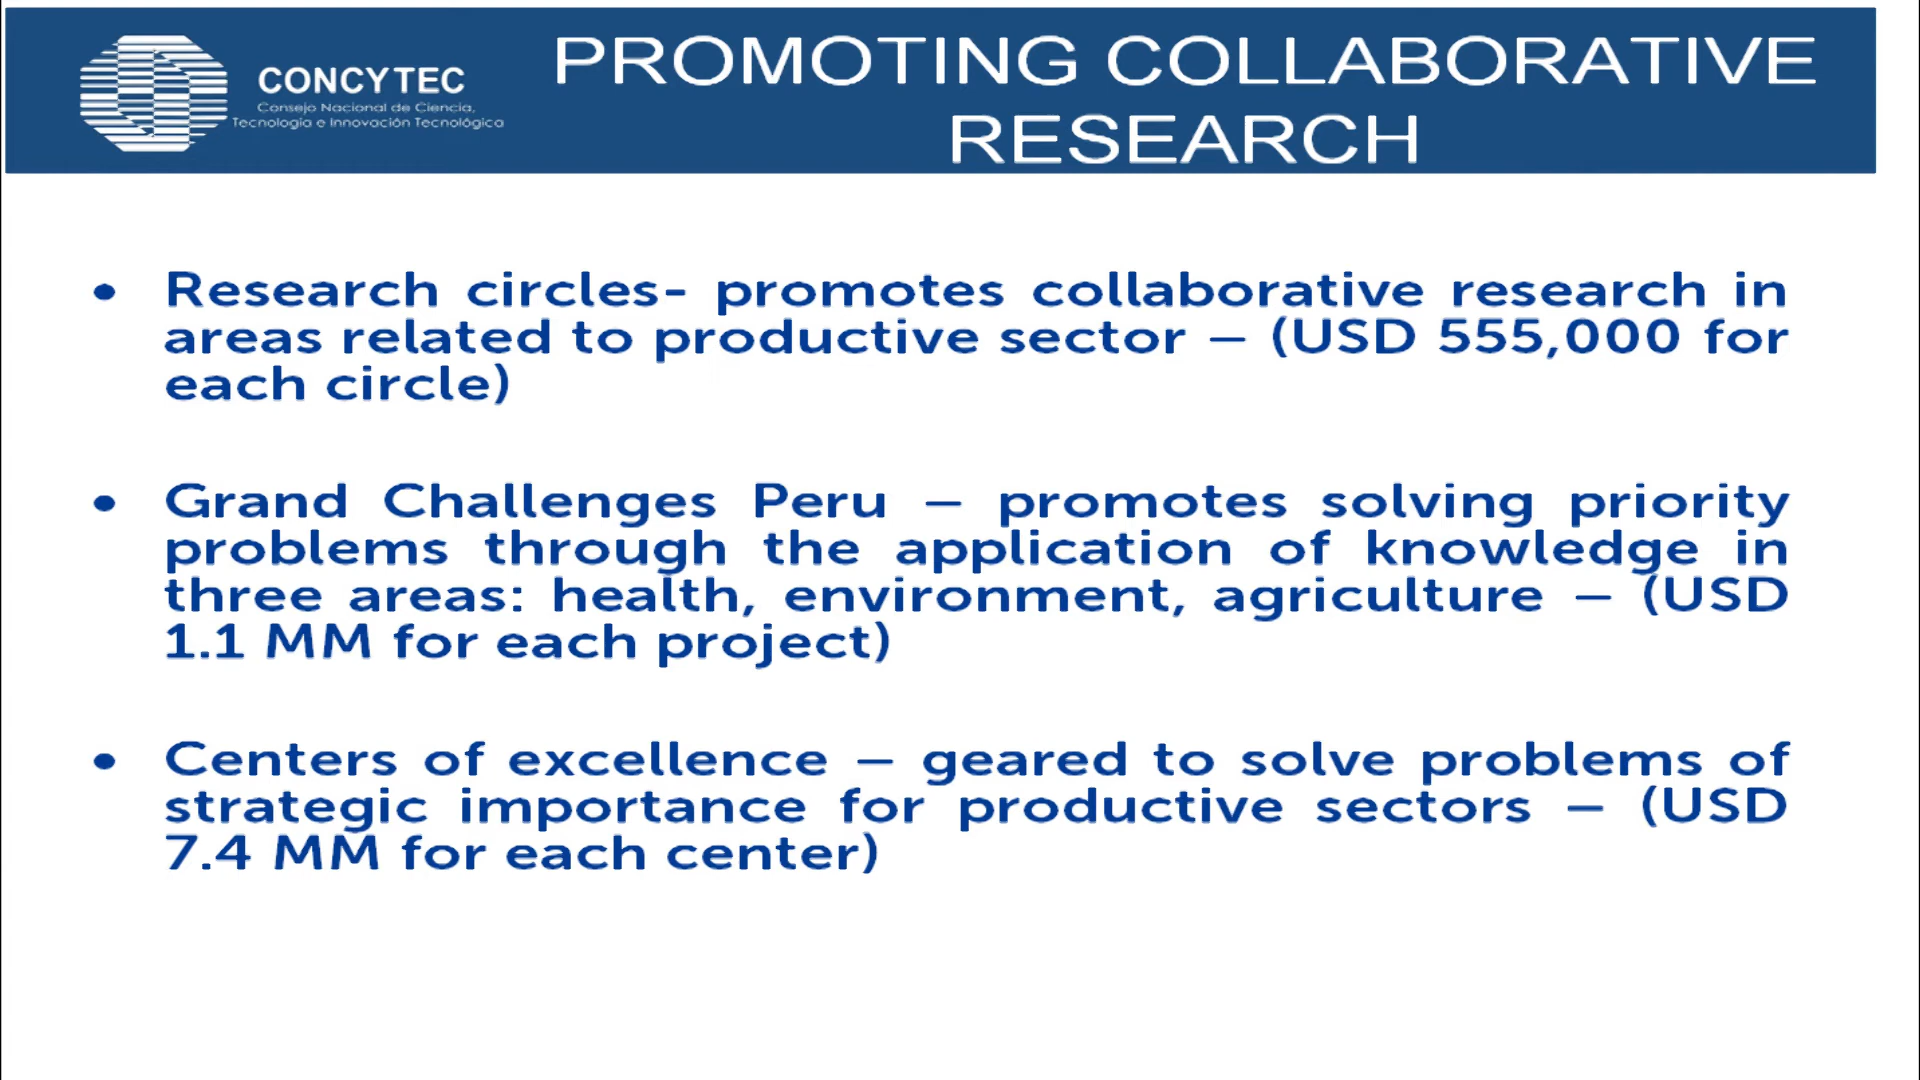 PROMOTING COLLABORATIVE
RESEARCH
CONCYTEC
Consejo Nacional de Ciencia,
Tecnología e Innovación Tecnológica
• Research circles- promotes collaborative research in
areas related to productive sector – (USD 555,000 for
each circle)
• Grand Challenges Peru – promotes solving priority
problems through the application of knowledge in
three areas: health, environment, agriculture – (USD
1.1 MM for each project)
• Centers of excellence – geared to solve problems of
strategic importance for productive sectors – (USD
7.4 MM for each center)